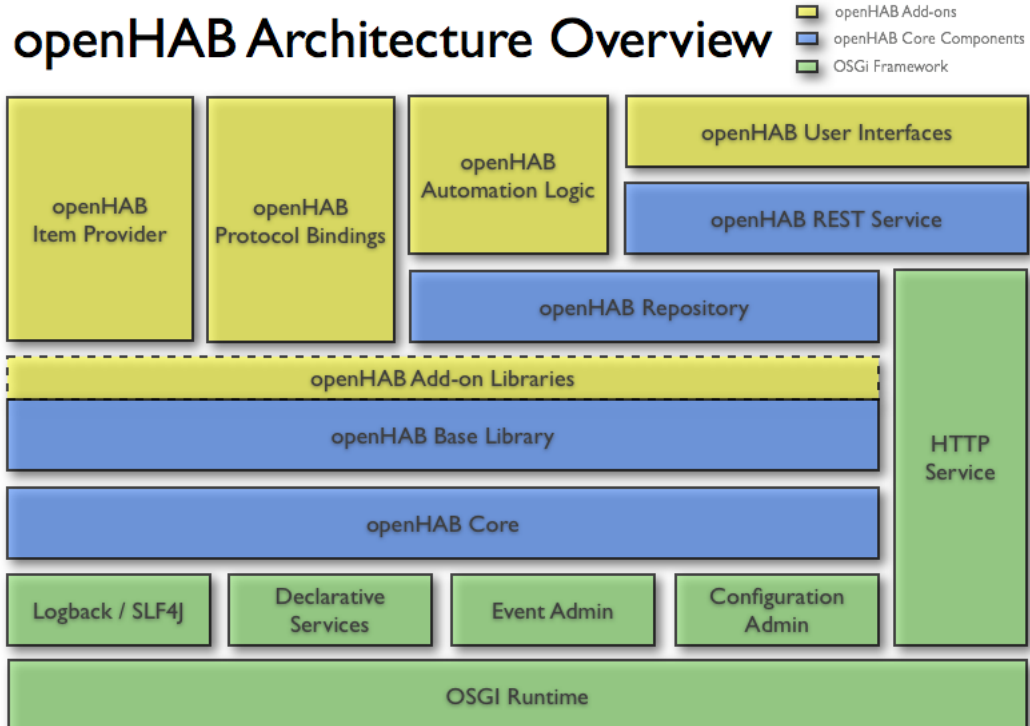 openHAB Architecture Overview
openHAB Add-ons
openHAB Core Components
OSGi Framework
openHAB
Item Provider
openHAB
Protocol Bindings
openHAB
Automation Logic
openHAB User Interfaces
openHAB REST Service
openHAB Repository
openHAB Add-on Libraries
openHAB Base Library
HTTP
Service
openHAB Core
Logback / SLF4J
Declarative
Services
Event Admin
Configuration
Admin
OSGI Runtime